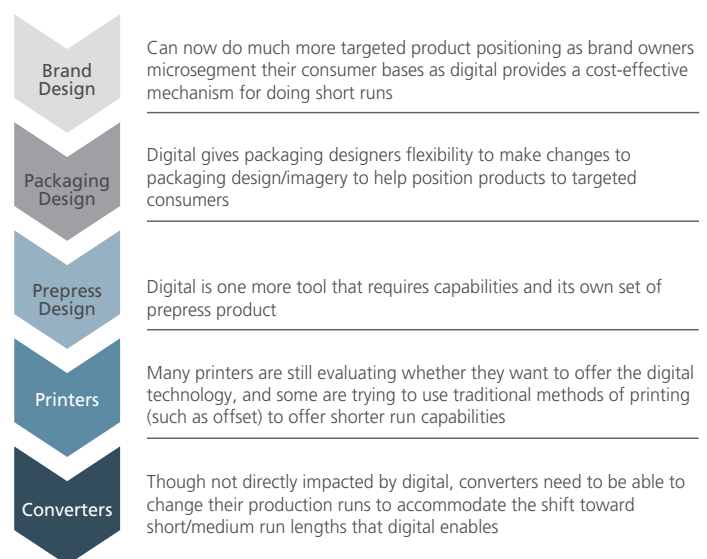 Brand
Design
Can now do much more targeted product positioning as brand owners
microsegment their consumer bases as digital provides a cost-effective
mechanism for doing short runs
Packaging
Design
Digital gives packaging designers flexibility to make changes to
packaging design/imagery to help position products to targeted
consumers
Prepress
Design
Digital is one more tool that requires capabilities and its own set of
prepress product
Printers
Many printers are still evaluating whether they want to offer the digital
technology, and some are trying to use traditional methods of printing
(such as offset) to offer shorter run capabilities
Converters
Though not directly impacted by digital, converters need to be able to
change their production runs to accommodate the shift toward
short/medium run lengths that digital enables